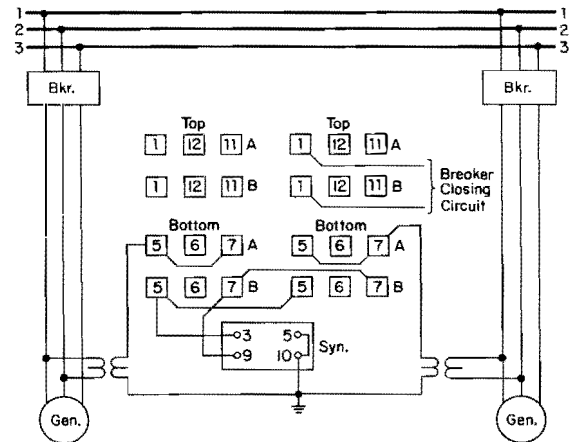 1 1
2 2
3 3
Bkr. Bkr.
Top Top
1 12 11 A 1 12 11 A
1 12 11 B 1 12 11 B
Breaker
Closing
Circuit
Bottom Bottom
5 6 7 A 5 6 7 A
5 6 7 B 5 6 7 B
3 5
9 10
Syn.
Gen. Gen.